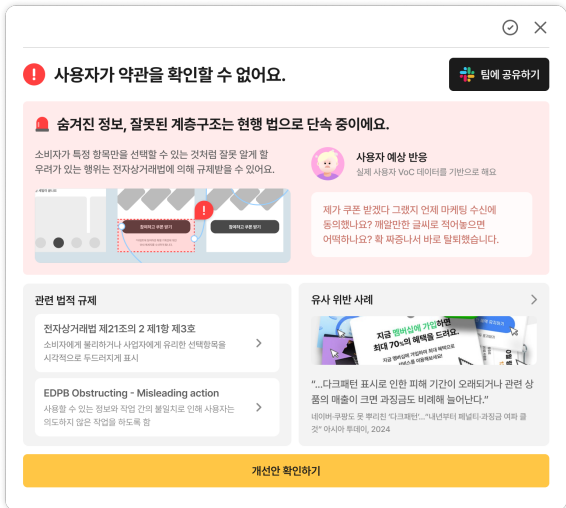 사용자가 약관을 확인할 수 없어요.
팀에 공유하기
숨겨진 정보, 잘못된 계층구조는 현행 법으로 단속 중이에요.
소비자가 특정 항목만을 선택할 수 있는 것처럼 잘못 알게 할
우려가 있는 행위는 전자상거래법에 의해 규제받을 수 있어요.
동의하고 쿠폰 받기
동의하고 쿠폰 받기
사용자 예상 반응
실제 사용자 VoC 데이터를 기반으로 해요
제가 쿠폰 받겠다 그랬지 언제 마케팅 수신에
동의했나요? 깨알만한 글씨로 적어놓으면
어떡하나요? 확 짜증나서 바로 탈퇴했습니다.
관련 법적 규제
전자상거래법 제21조의 2 제1항 제3호
소비자에게 불리하거나 사업자에게 유리한 선택항목을
시각적으로 두드러지게 표시
EDPB Obstructing - Misleading action
사용할 수 있는 정보와 작업 간의 불일치로 인해 사용자는
의도하지 않은 작업을 하도록 함
유사 위반 사례
지금 멤버십에 가입하면
최대 70%의 혜택을 드려요.
“...다크패턴 표시로 인한 피해 기간이 오래되거나 관련 상
품의 매출이 크면 과징금도 비례해 늘어난다.”
네이버·쿠팡도 못 뿌리친 ‘다크패턴’…“내년부터 페널티·과징금 여파 클
것” 아시아 투데이, 2024
개선안 확인하기